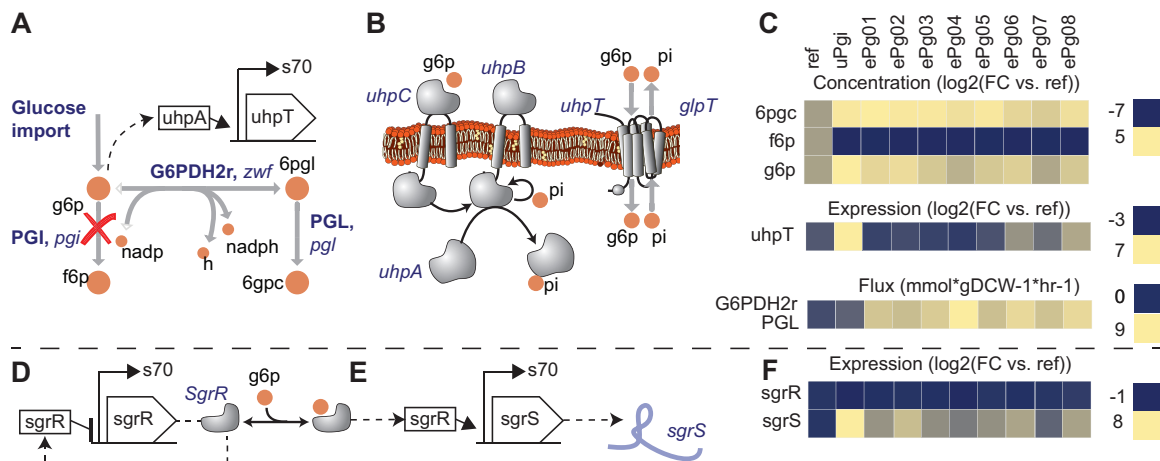 A
s70
Glucose
import
uhpA
uhpT
6pgl
G6PDH2r, zwf
g6p
PGI, pgi
nadp
h
nadph
PGL,
pgl
f6p
6gpc
B
g6p
uhpB
uhpC
g6p
pi
uhpT
glpT
pi
g6p
pi
uhpA
pi
C
ref
uPgi
ePg01
ePg02
ePg03
ePg04
ePg05
ePg06
ePg07
ePg08
Concentration (log2(FC vs. ref))
6pgc
f6p
g6p
-7
5
Expression (log2(FC vs. ref))
uhpT
-3
7
Flux (mmol*gDCW-1*hr-1)
G6PDH2r
PGL
0
9
D
s70
sgrR
sgrR
SgrR
g6p
E
s70
sgrR
sgrS
sgrS
F
Expression (log2(FC vs. ref))
sgrR
sgrS
-1
8